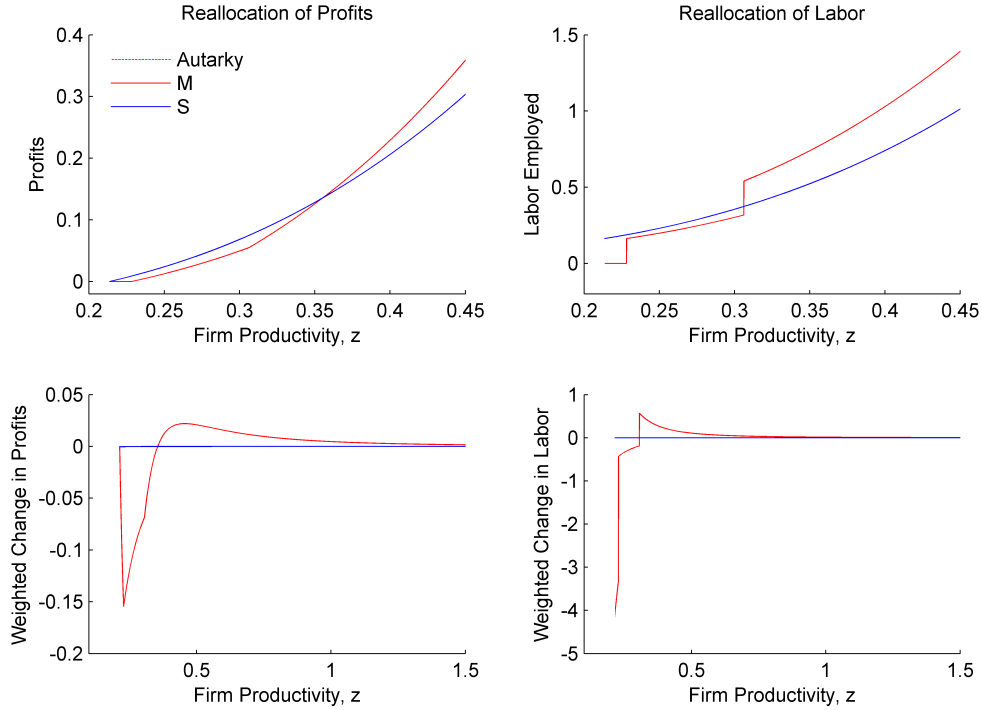 Reallocation of Profits
0.4
0.3
0.2
0.1
0
Profits
Autarky
M
S
0.2 0.25 0.3 0.35 0.4 0.45
Firm Productivity, z
Reallocation of Labor
1.5
1
0.5
0
Labor Employed
0.2 0.25 0.3 0.35 0.4 0.45
Firm Productivity, z
0.05
0
-0.05
-0.1
-0.15
-0.2
Weighted Change in Profits
0.5 1 1.5
Firm Productivity, z
1
0
-1
-2
-3
-4
-5
Weighted Change in Labor
0.5 1 1.5
Firm Productivity, z